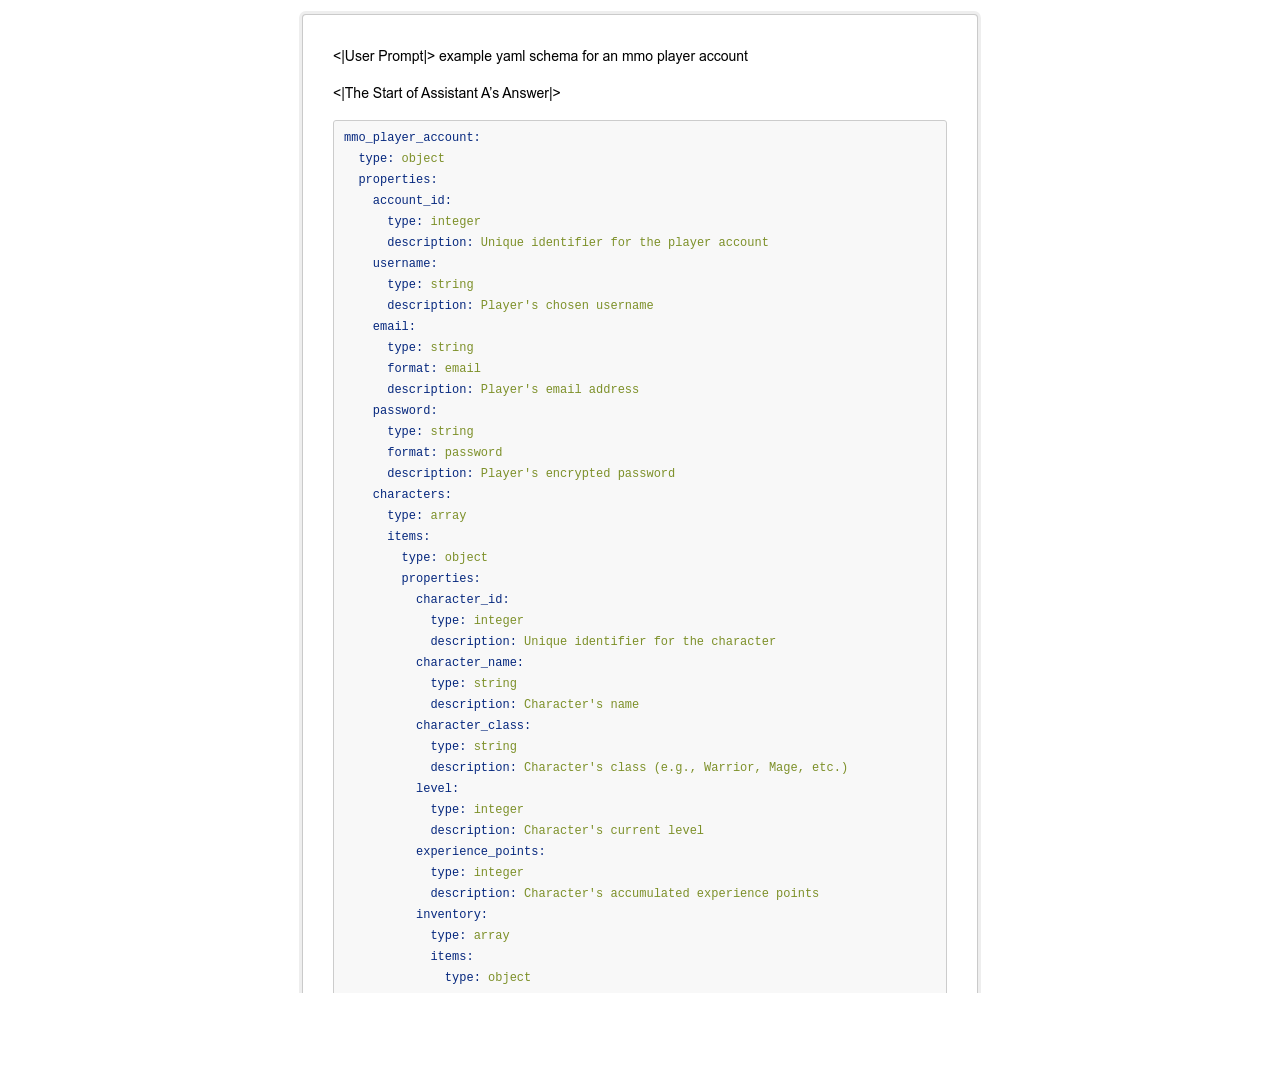 <|User Prompt|> example yaml schema for an mmo player account
<|The Start of Assistant A's Answer|>
mmo_player_account:
  type: object
  properties:
    account_id:
      type: integer
      description: Unique identifier for the player account
    username:
      type: string
      description: Player's chosen username
    email:
      type: string
      format: email
      description: Player's email address
    password:
      type: string
      format: password
      description: Player's encrypted password
    characters:
      type: array
      items:
        type: object
        properties:
          character_id:
            type: integer
            description: Unique identifier for the character
          character_name:
            type: string
            description: Character's name
          character_class:
            type: string
            description: Character's class (e.g., Warrior, Mage, etc.)
          level:
            type: integer
            description: Character's current level
          experience_points:
            type: integer
            description: Character's accumulated experience points
          inventory:
            type: array
            items:
              type: object